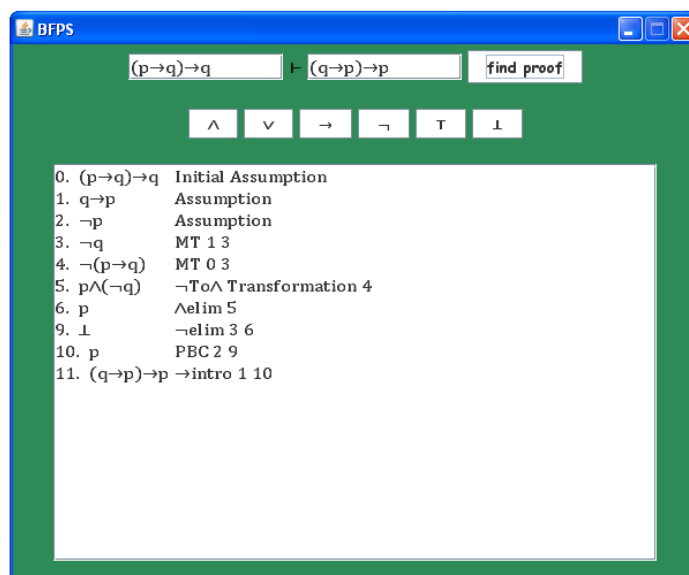 BFPS
(p→q)→q ⊢ (q→p)→p find proof
∧ ∨ → ¬ ⊤ ⊥
0. (p→q)→q Initial Assumption
1. q→p Assumption
2. ¬p Assumption
3. ¬q MT 1 3
4. ¬(p→q) MT 0 3
5. p∧(¬q) ¬To∧ Transformation 4
6. p ∧elim 5
9. ⊥ ¬elim 3 6
10. p PBC 2 9
11. (q→p)→p →intro 1 10